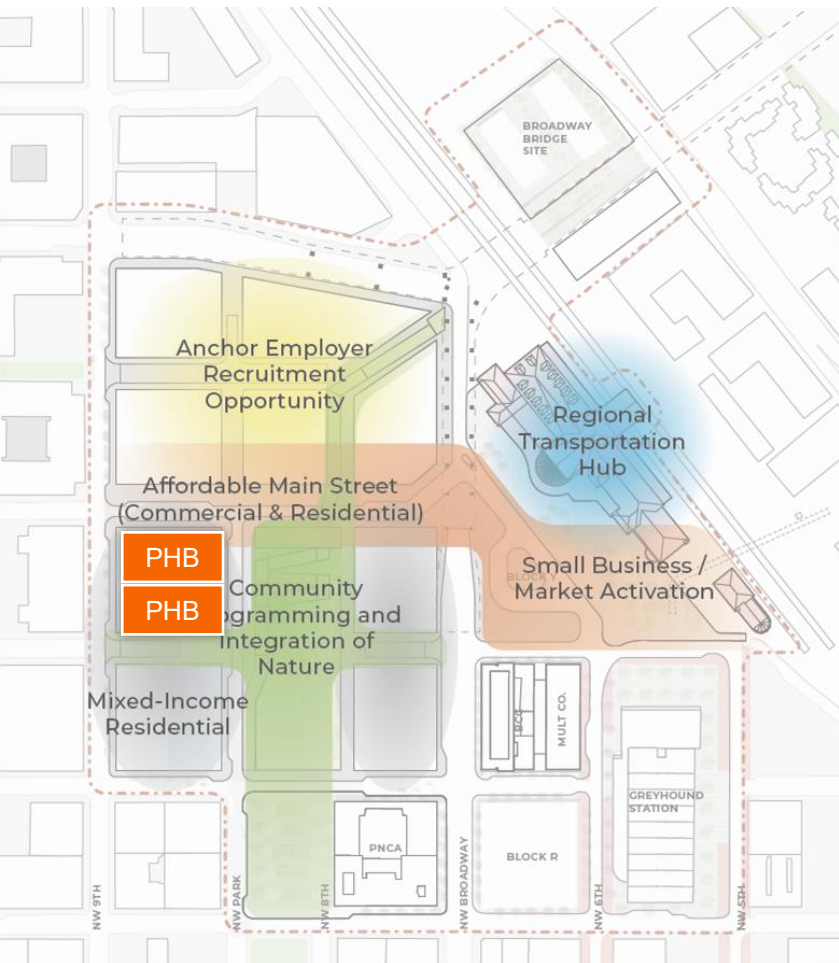 BROADWAY
BRIDGE
SITE
Anchor Employer
Recruitment
Opportunity
Regional
Transportation
Hub
Affordable Main Street
(Commercial & Residential)
PHB
PHB
Community
ogramming and
Integration of
Nature
Small Business /
Market Activation
BLOCK Y
Mixed-Income
Residential
BCC
MULT CO.
GREYHOUND
STATION
PNCA
BLOCK R
NW 9TH
NW PARK
NW 8TH
NW BROADWAY
NW 6TH
NW 5TH